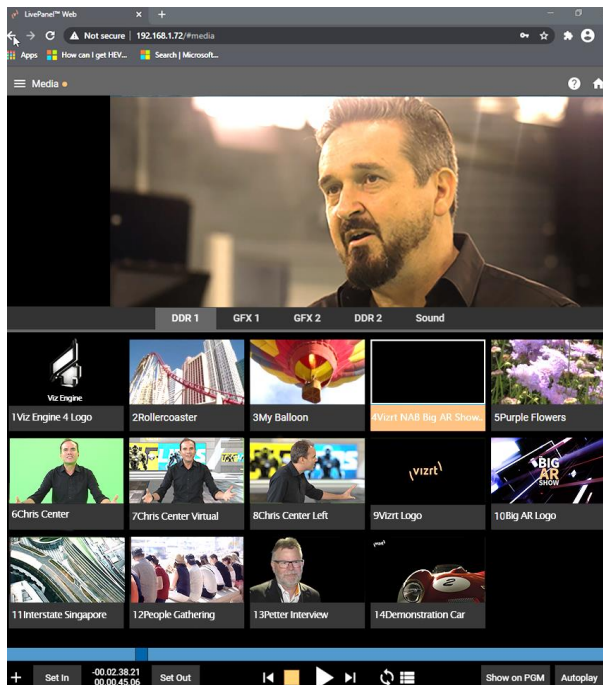 LivePanel™ Web
Not secure | 192.168.1.72/#media
Apps How can I get HEV... Search | Microsoft...
Media
DDR 1 GFX 1 GFX 2 DDR 2 Sound
Viz Engine
1Viz Engine 4 Logo 2Rollercoaster 3My Balloon 4Vizrt NAB Big AR Show.. 5Purple Flowers
vizrt
BIG
AR
SHOW
6Chris Center 7Chris Center Virtual 8Chris Center Left 9Vizrt Logo 10Big AR Logo
2
11Interstate Singapore 12People Gathering 13Petter Interview 14Demonstration Car
Set In -00.02.38.21 Set Out Show on PGM Autoplay
00.00.45.06